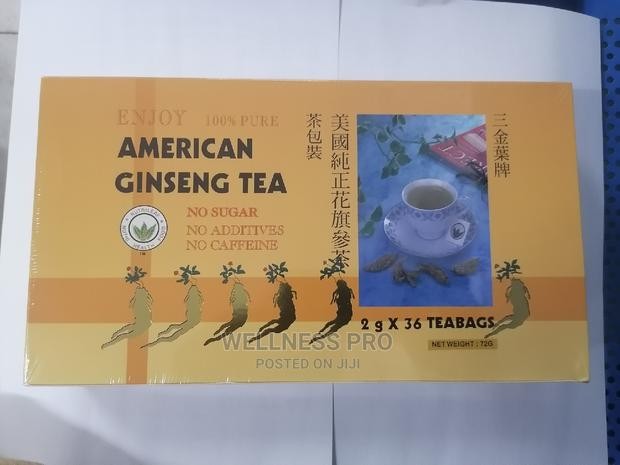 ENJOY 100% PURE
AMERICAN
GINSENG TEA
NO SUGAR
NO ADDITIVES
NO CAFFEINE
NUTRILEAF
三金葉牌
美國純正花旗參茶
茶包裝
2 g X 36 TEABAGS
NET WEIGHT : 72G
WELLNESS PRO
POSTED ON JIJI